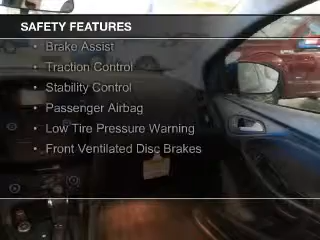 SAFETY FEATURES
• Brake Assist
• Traction Control
• Stability Control
• Passenger Airbag
• Low Tire Pressure Warning
• Front Ventilated Disc Brakes